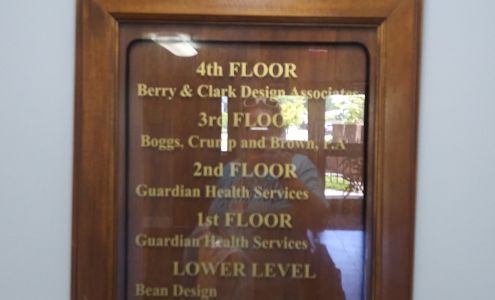 4th FLOOR
Berry & Clark Design Associates
3rd FLOOR
Boggs, Crump and Brown, P.A
2nd FLOOR
Guardian Health Services
1st FLOOR
Guardian Health Services
LOWER LEVEL
Bean Design